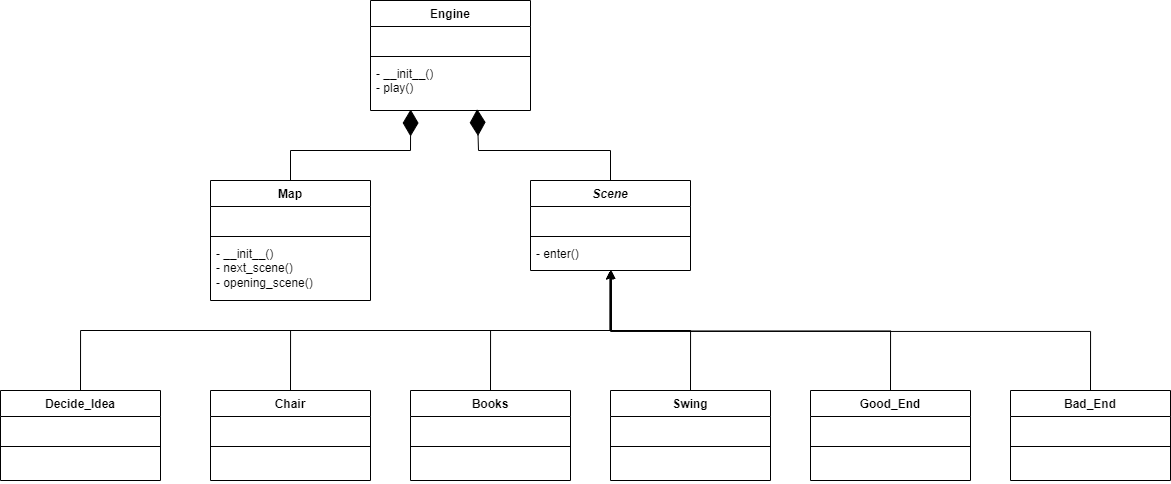 Engine
- __init__()
- play()
Map
- __init__()
- next_scene()
- opening_scene()
Scene
- enter()
Decide_Idea
Chair
Books
Swing
Good_End
Bad_End